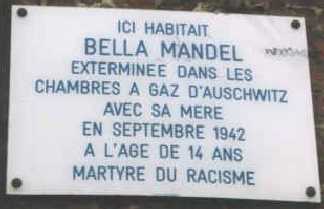 ICI HABITAIT
BELLA MANDEL
EXTERMINEE DANS LES
CHAMBRES A GAZ D'AUSCHWITZ
AVEC SA MERE
EN SEPTEMBRE 1942
A L'AGE DE 14 ANS
MARTYRE DU RACISME